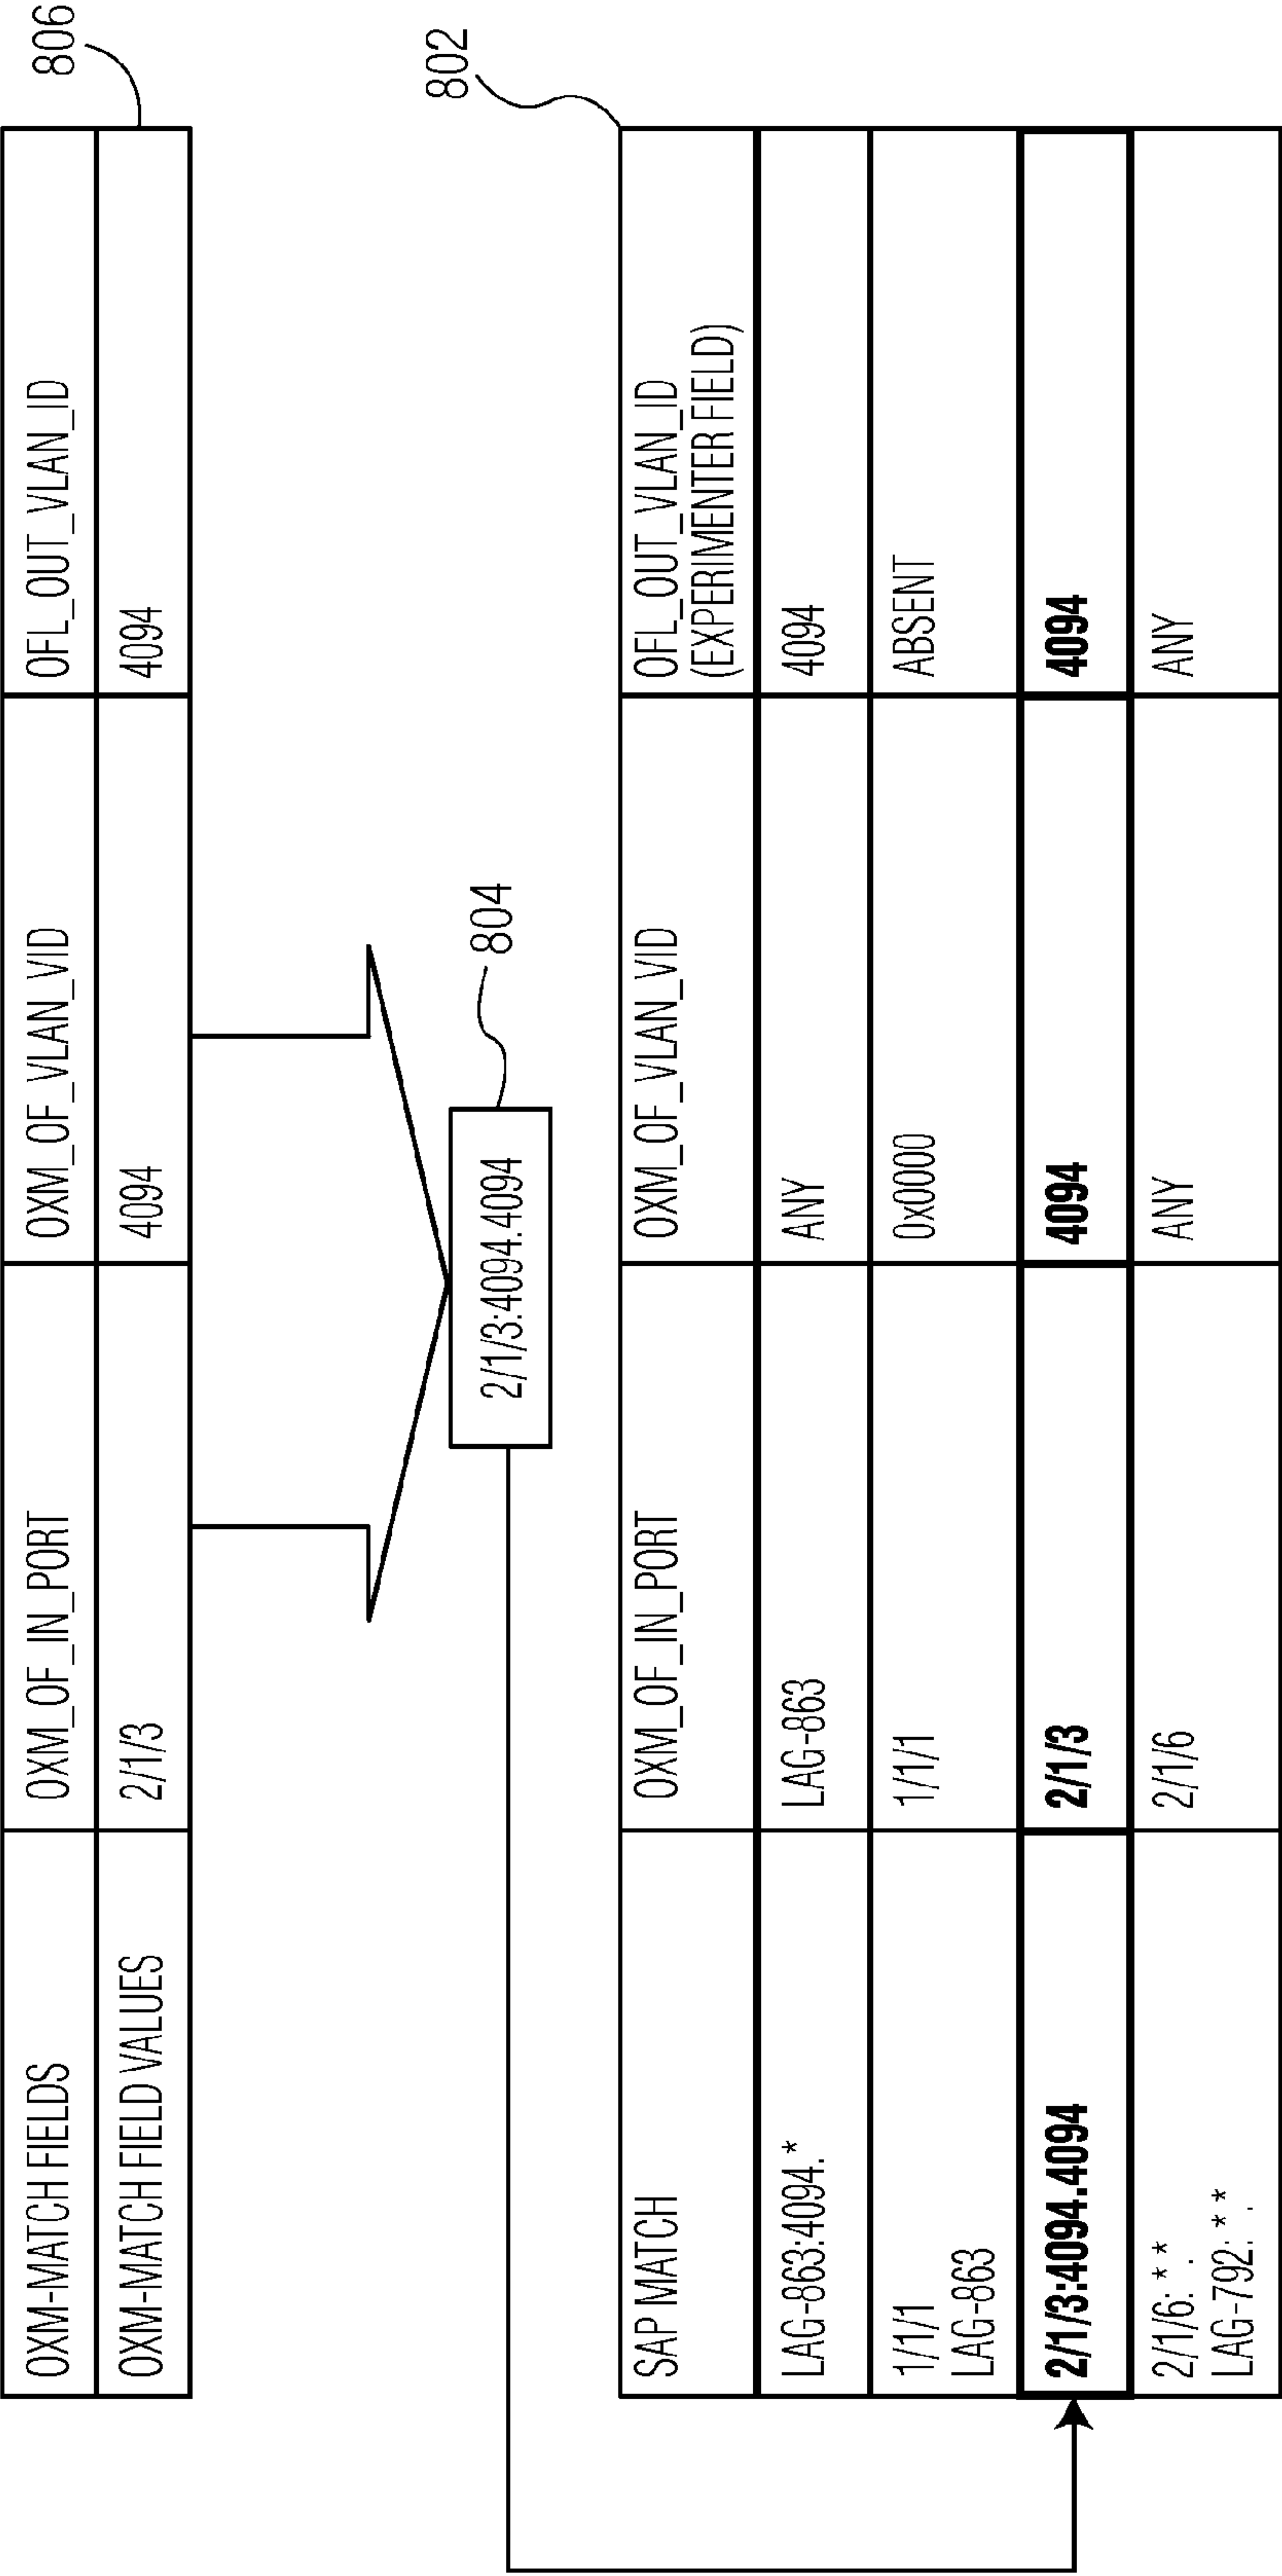 806
OXM-MATCH FIELDS OXM_OF_IN_PORT OXM_OF_VLAN_VID OFL_OUT_VLAN_ID
OXM-MATCH FIELD VALUES 2/1/3 4094 4094
804
2/1/3:4094.4094
802
SAP MATCH OXM_OF_IN_PORT OXM_OF_VLAN_VID OFL_OUT_VLAN_ID
(EXPERIMENTER FIELD)
LAG-863:4094.* LAG-863 ANY 4094
1/1/1 1/1/1 0x0000 ABSENT
LAG-863
2/1/3:4094.4094 2/1/3 4094 4094
2/1/6:*.* 2/1/6 ANY ANY
LAG-792:*.*